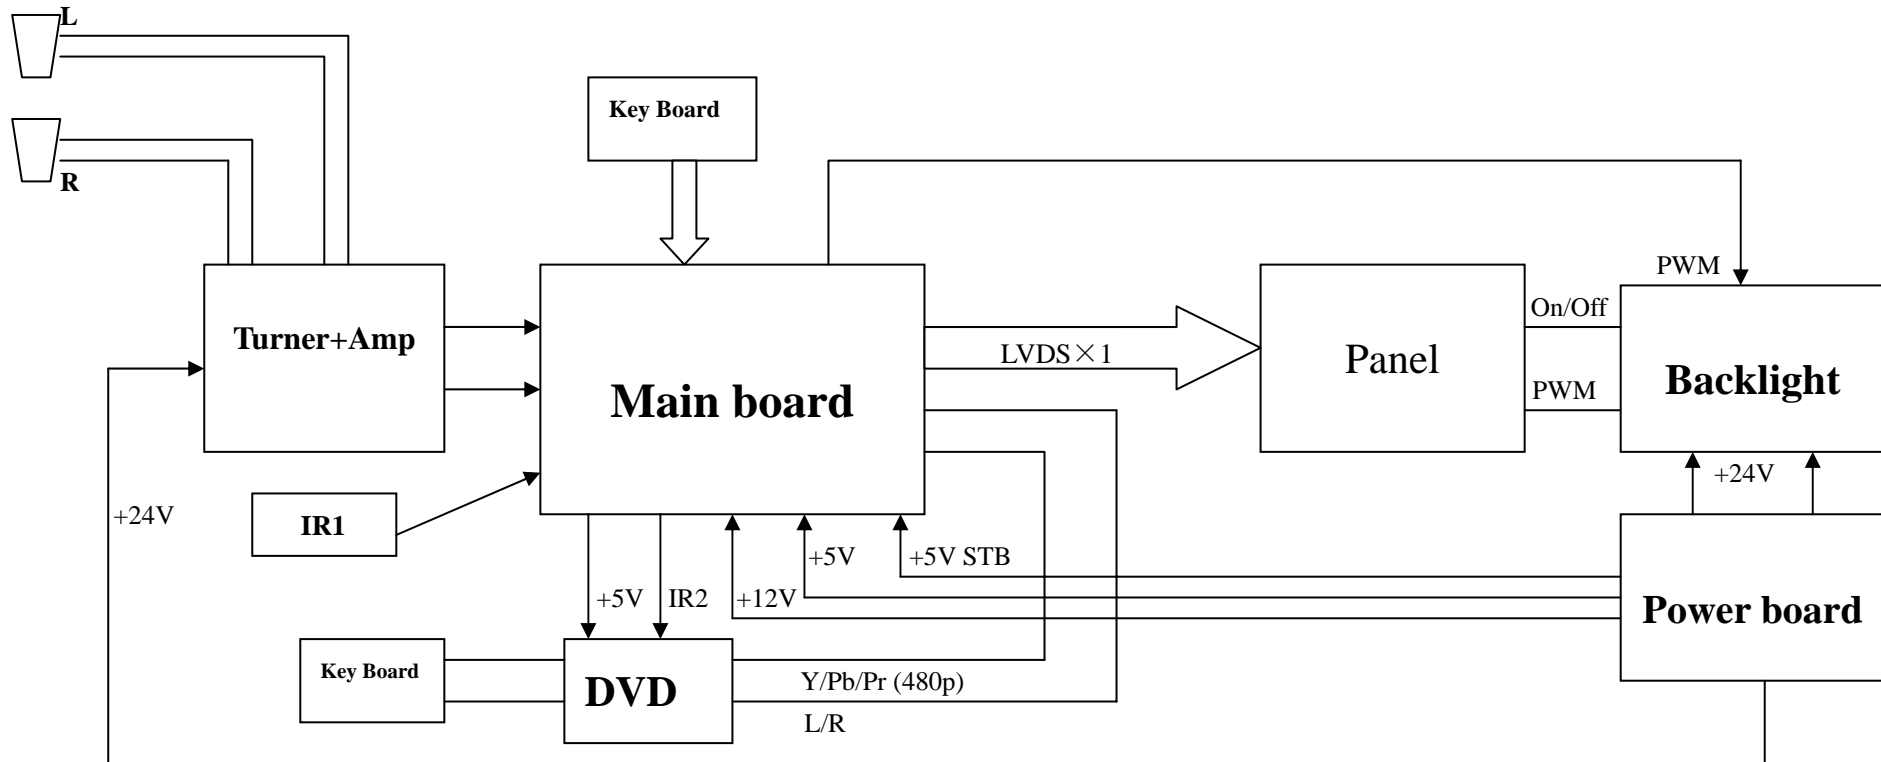 L
R
Key Board
PWM
Turner+Amp
Main board
LVDS×1
Panel
On/Off
PWM
Backlight
+24V
+24V
IR1
+5V
+5V STB
+5V
IR2
+12V
Power board
Key Board
DVD
Y/Pb/Pr (480p)
L/R